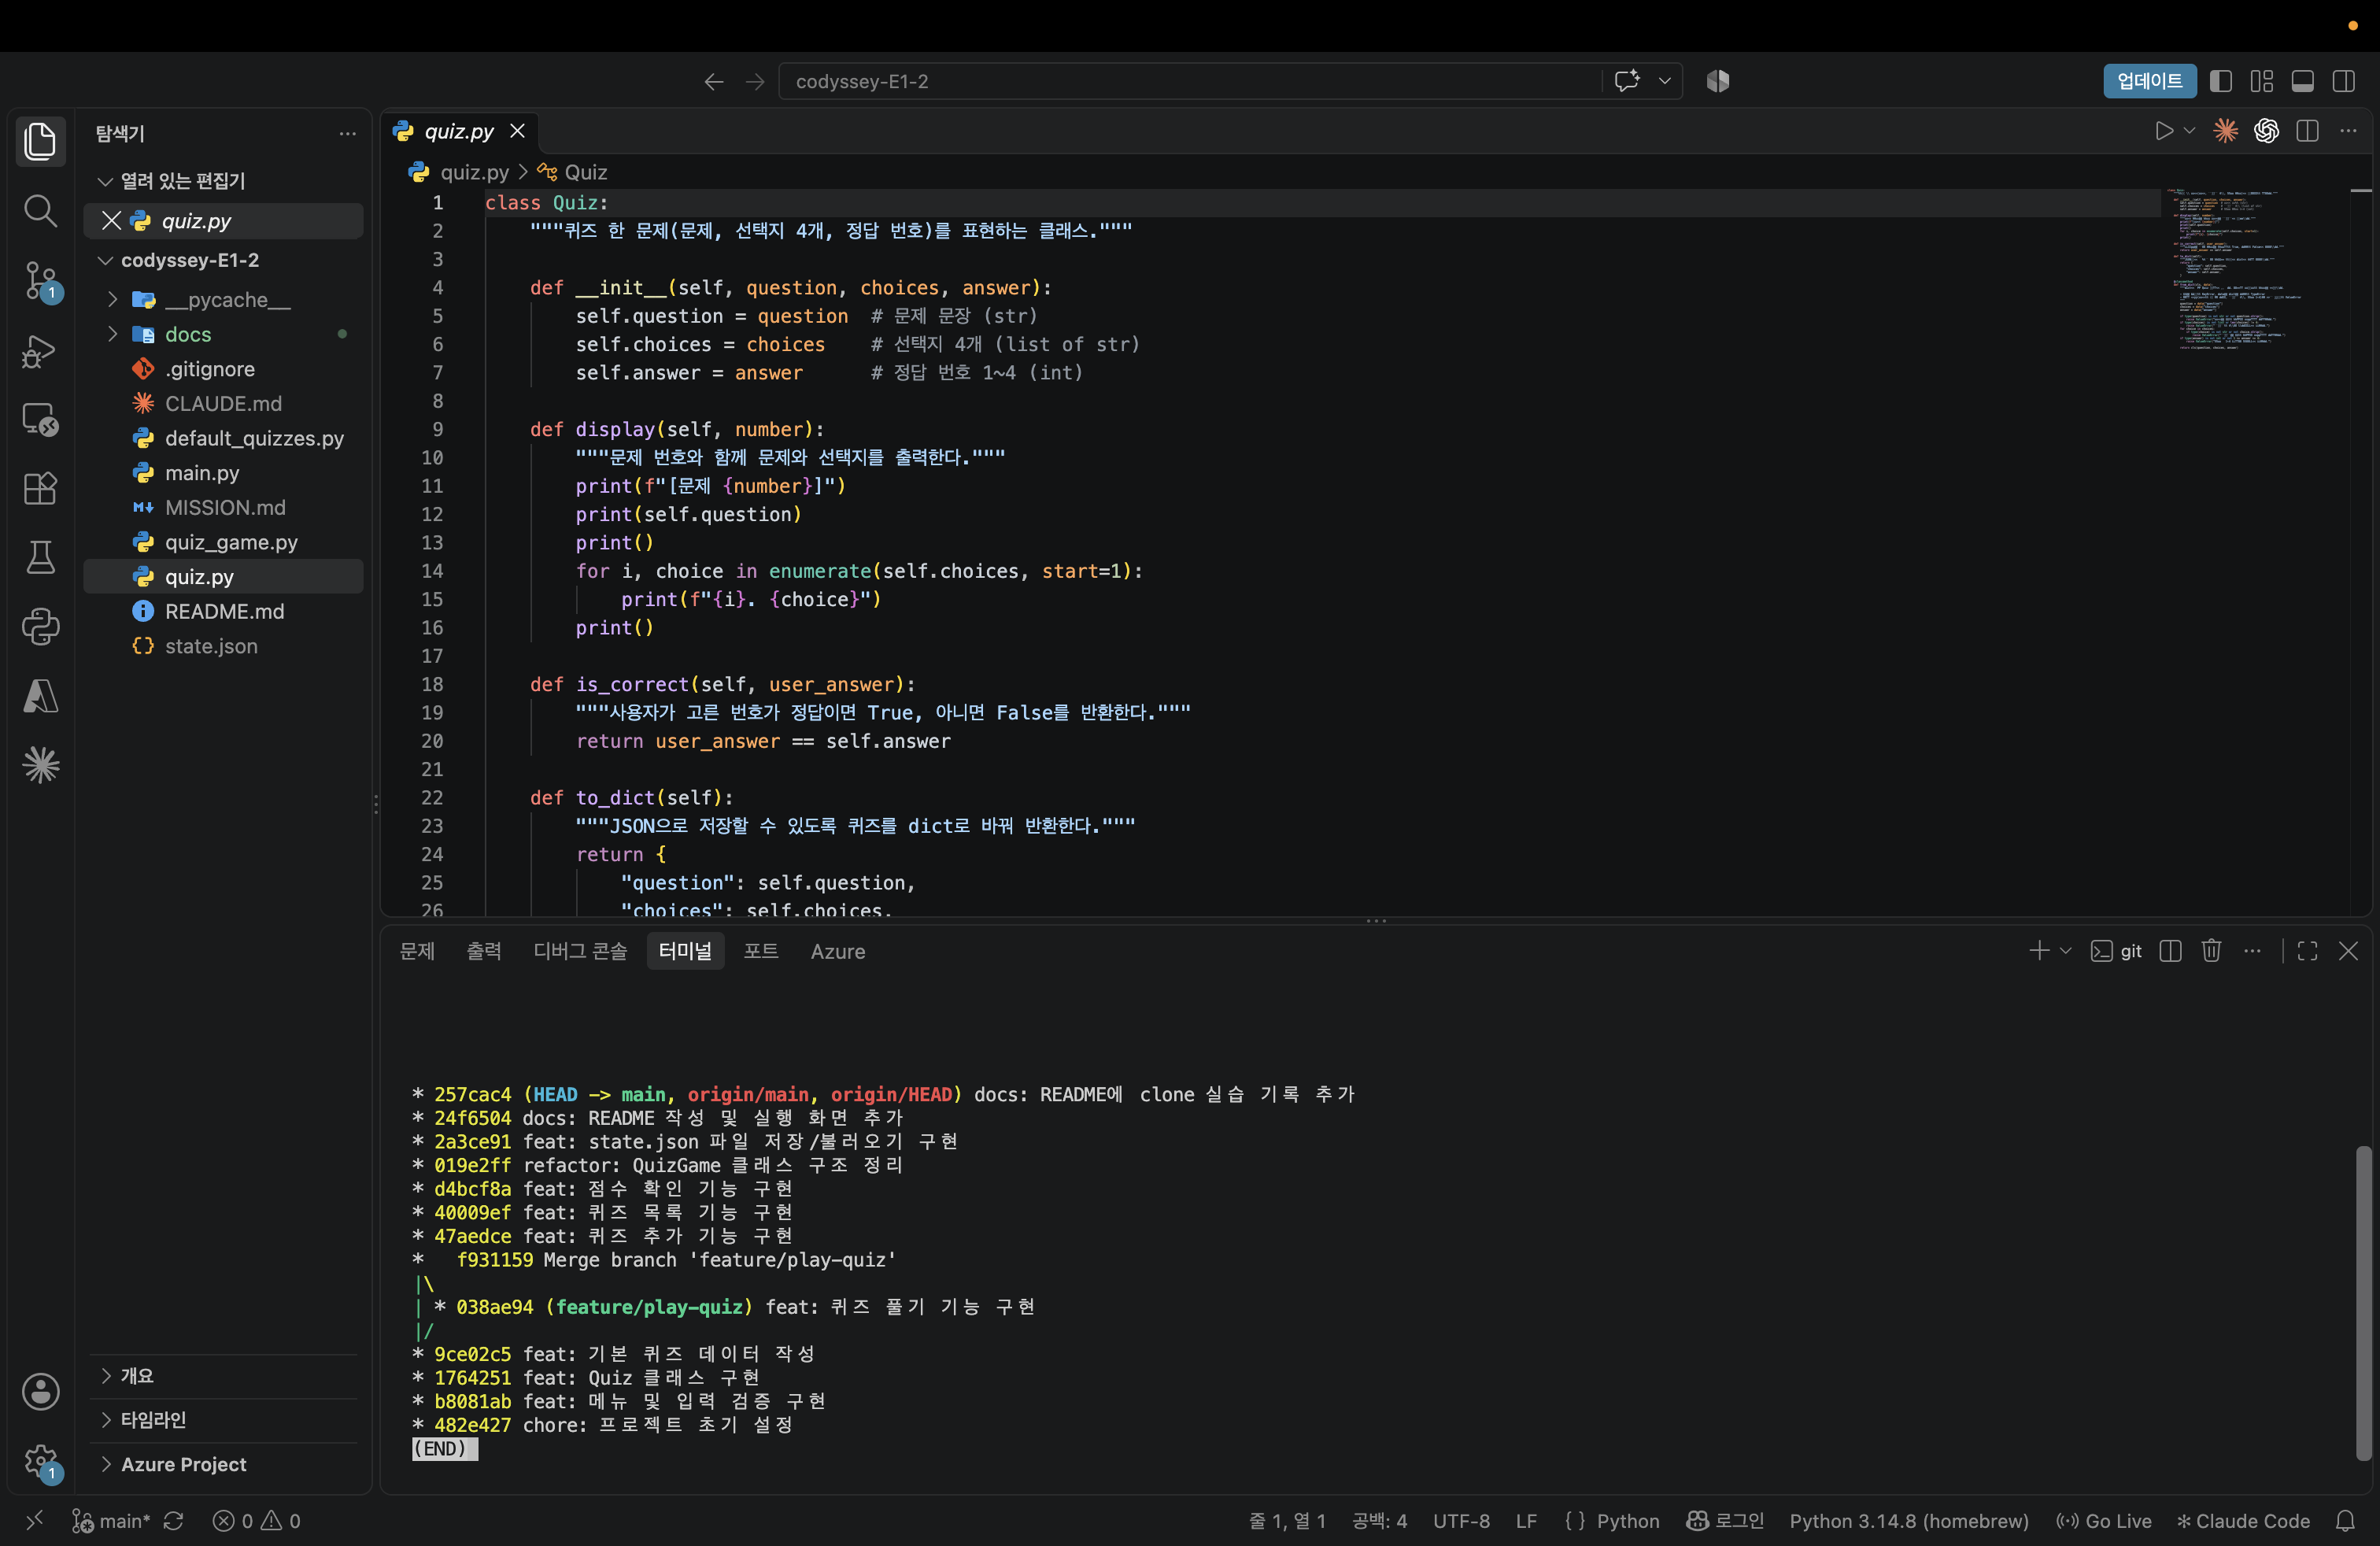 codyssey-E1-2
업데이트
탐색기
열려 있는 편집기
quiz.py
codyssey-E1-2
__pycache__
docs
.gitignore
CLAUDE.md
default_quizzes.py
main.py
MISSION.md
quiz_game.py
quiz.py
README.md
state.json
개요
타임라인
Azure Project
1
1
quiz.py
quiz.py > Quiz
1 class Quiz:
2 """퀴즈 한 문제(문제, 선택지 4개, 정답 번호)를 표현하는 클래스."""
3
4 def __init__(self, question, choices, answer):
5 self.question = question # 문제 문장 (str)
6 self.choices = choices # 선택지 4개 (list of str)
7 self.answer = answer # 정답 번호 1~4 (int)
8
9 def display(self, number):
10 """문제 번호와 함께 문제와 선택지를 출력한다."""
11 print(f"[문제 {number}]")
12 print(self.question)
13 print()
14 for i, choice in enumerate(self.choices, start=1):
15 print(f"{i}. {choice}")
16 print()
17
18 def is_correct(self, user_answer):
19 """사용자가 고른 번호가 정답이면 True, 아니면 False를 반환한다."""
20 return user_answer == self.answer
21
22 def to_dict(self):
23 """JSON으로 저장할 수 있도록 퀴즈를 dict로 바꿔 반환한다."""
24 return {
25 "question": self.question,
26 "choices": self.choices,
문제 출력 디버그 콘솔 터미널 포트 Azure
git
* 257cac4 (HEAD -> main, origin/main, origin/HEAD) docs: README에 clone 실습 기록 추가
* 24f6504 docs: README 작성 및 실행 화면 추가
* 2a3ce91 feat: state.json 파일 저장/불러오기 구현
* 019e2ff refactor: QuizGame 클래스 구조 정리
* d4bcf8a feat: 점수 확인 기능 구현
* 40009ef feat: 퀴즈 목록 기능 구현
* 47aedce feat: 퀴즈 추가 기능 구현
*   f931159 Merge branch 'feature/play-quiz'
|\
| * 038ae94 (feature/play-quiz) feat: 퀴즈 풀기 기능 구현
|/
* 9ce02c5 feat: 기본 퀴즈 데이터 작성
* 1764251 feat: Quiz 클래스 구현
* b8081ab feat: 메뉴 및 입력 검증 구현
* 482e427 chore: 프로젝트 초기 설정
(END)
main* 0 0 줄 1, 열 1 공백: 4 UTF-8 LF { } Python 로그인 Python 3.14.8 (homebrew) Go Live Claude Code